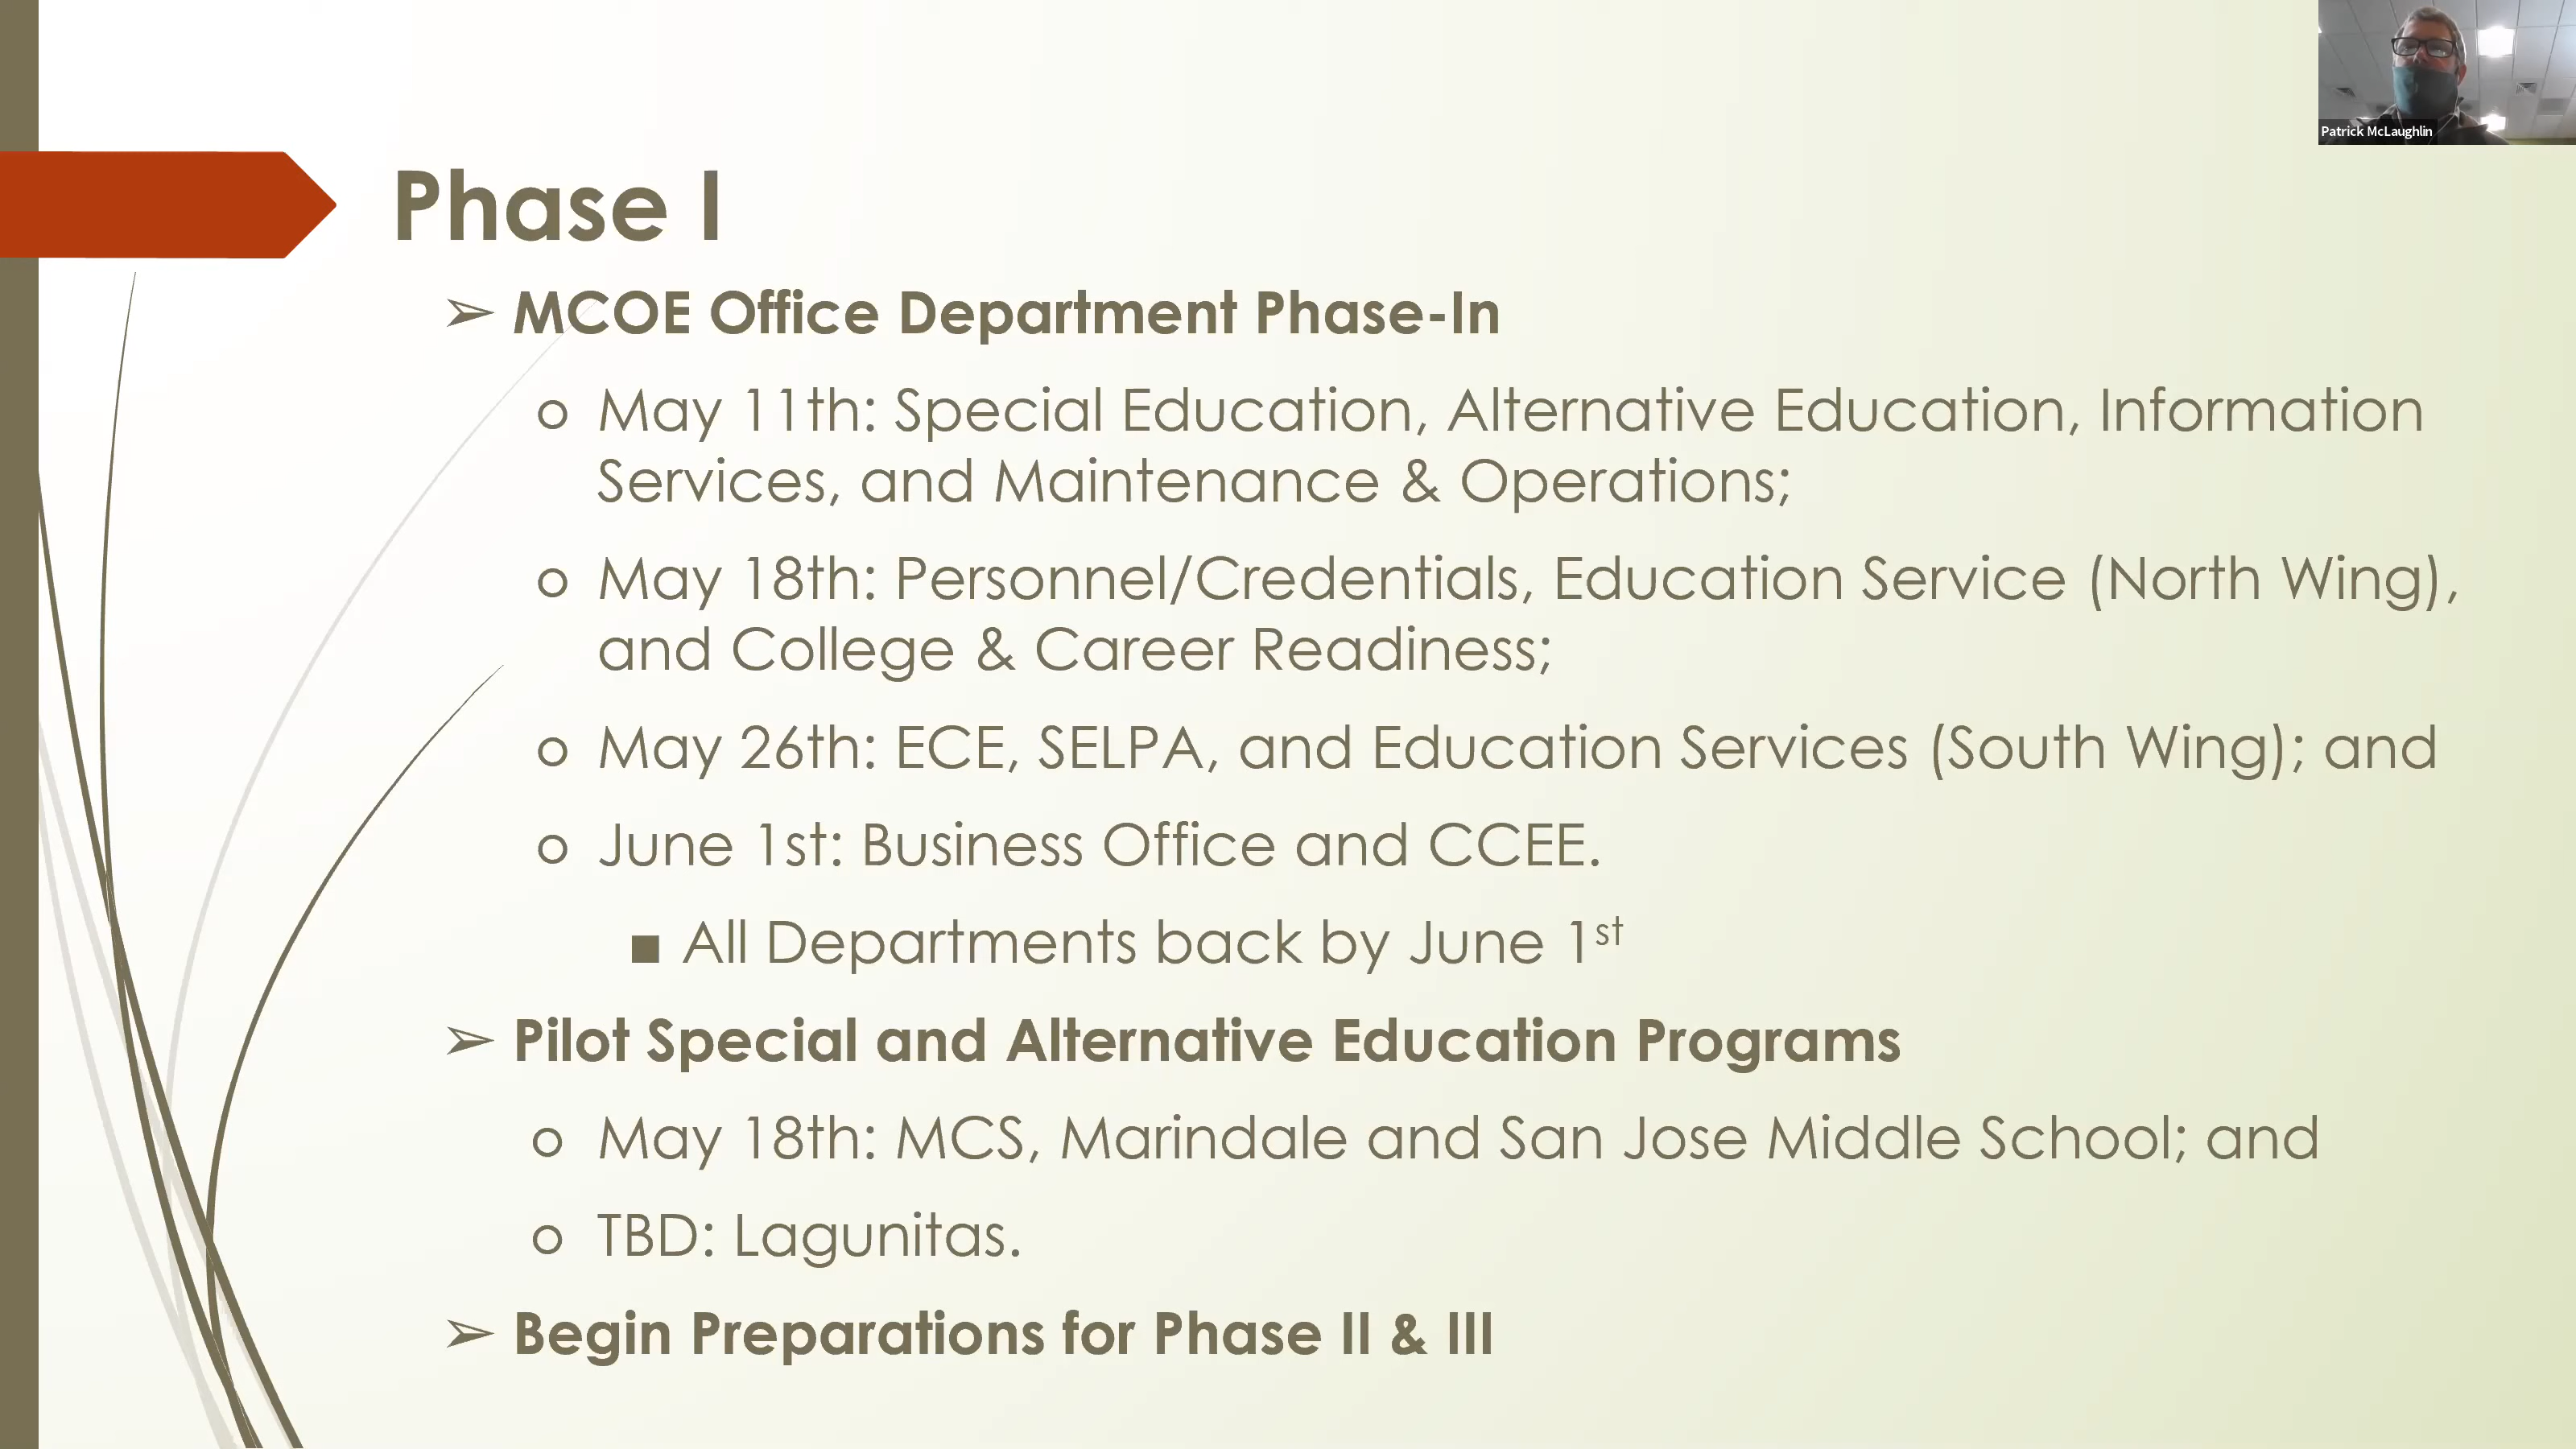 Patrick McLaughlin
Phase I
➢ MCOE Office Department Phase-In
o May 11th: Special Education, Alternative Education, Information
Services, and Maintenance & Operations;
o May 18th: Personnel/Credentials, Education Service (North Wing),
and College & Career Readiness;
o May 26th: ECE, SELPA, and Education Services (South Wing); and
o June 1st: Business Office and CCEE.
▪ All Departments back by June 1st
➢ Pilot Special and Alternative Education Programs
o May 18th: MCS, Marindale and San Jose Middle School; and
o TBD: Lagunitas.
➢ Begin Preparations for Phase II & III